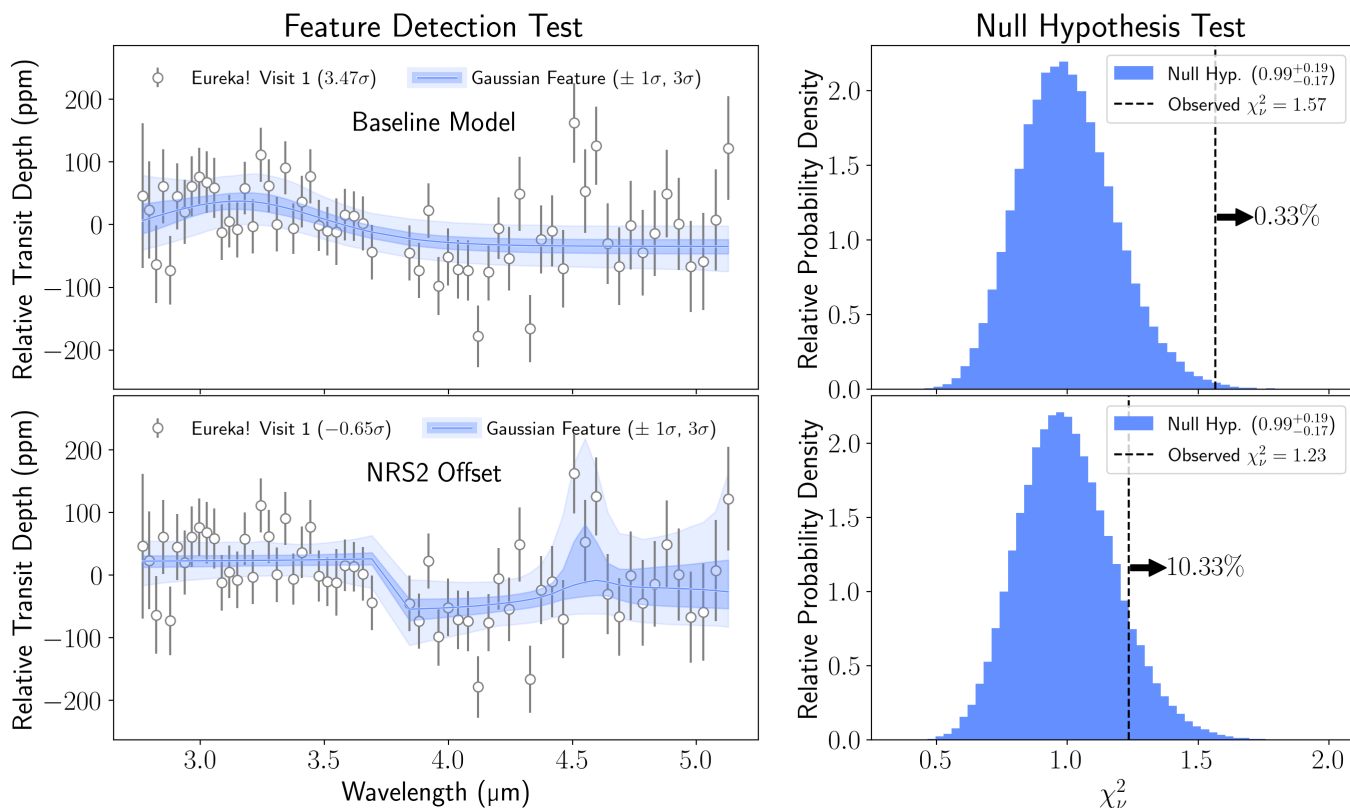 Feature Detection Test
Null Hypothesis Test
Relative Transit Depth (ppm)
200
100
0
−100
−200
Eureka! Visit 1 (3.47σ)
Gaussian Feature (± 1σ, 3σ)
Baseline Model
Relative Probability Density
2.0
1.5
1.0
0.5
0.0
Null Hyp. (0.99^{+0.19}_{−0.17})
Observed χ²_ν = 1.57
0.33%
Relative Transit Depth (ppm)
200
100
0
−100
−200
Eureka! Visit 1 (−0.65σ)
Gaussian Feature (± 1σ, 3σ)
NRS2 Offset
3.0 3.5 4.0 4.5 5.0
Wavelength (μm)
Relative Probability Density
2.0
1.5
1.0
0.5
0.0
Null Hyp. (0.99^{+0.19}_{−0.17})
Observed χ²_ν = 1.23
10.33%
0.5 1.0 1.5 2.0
χ²_ν